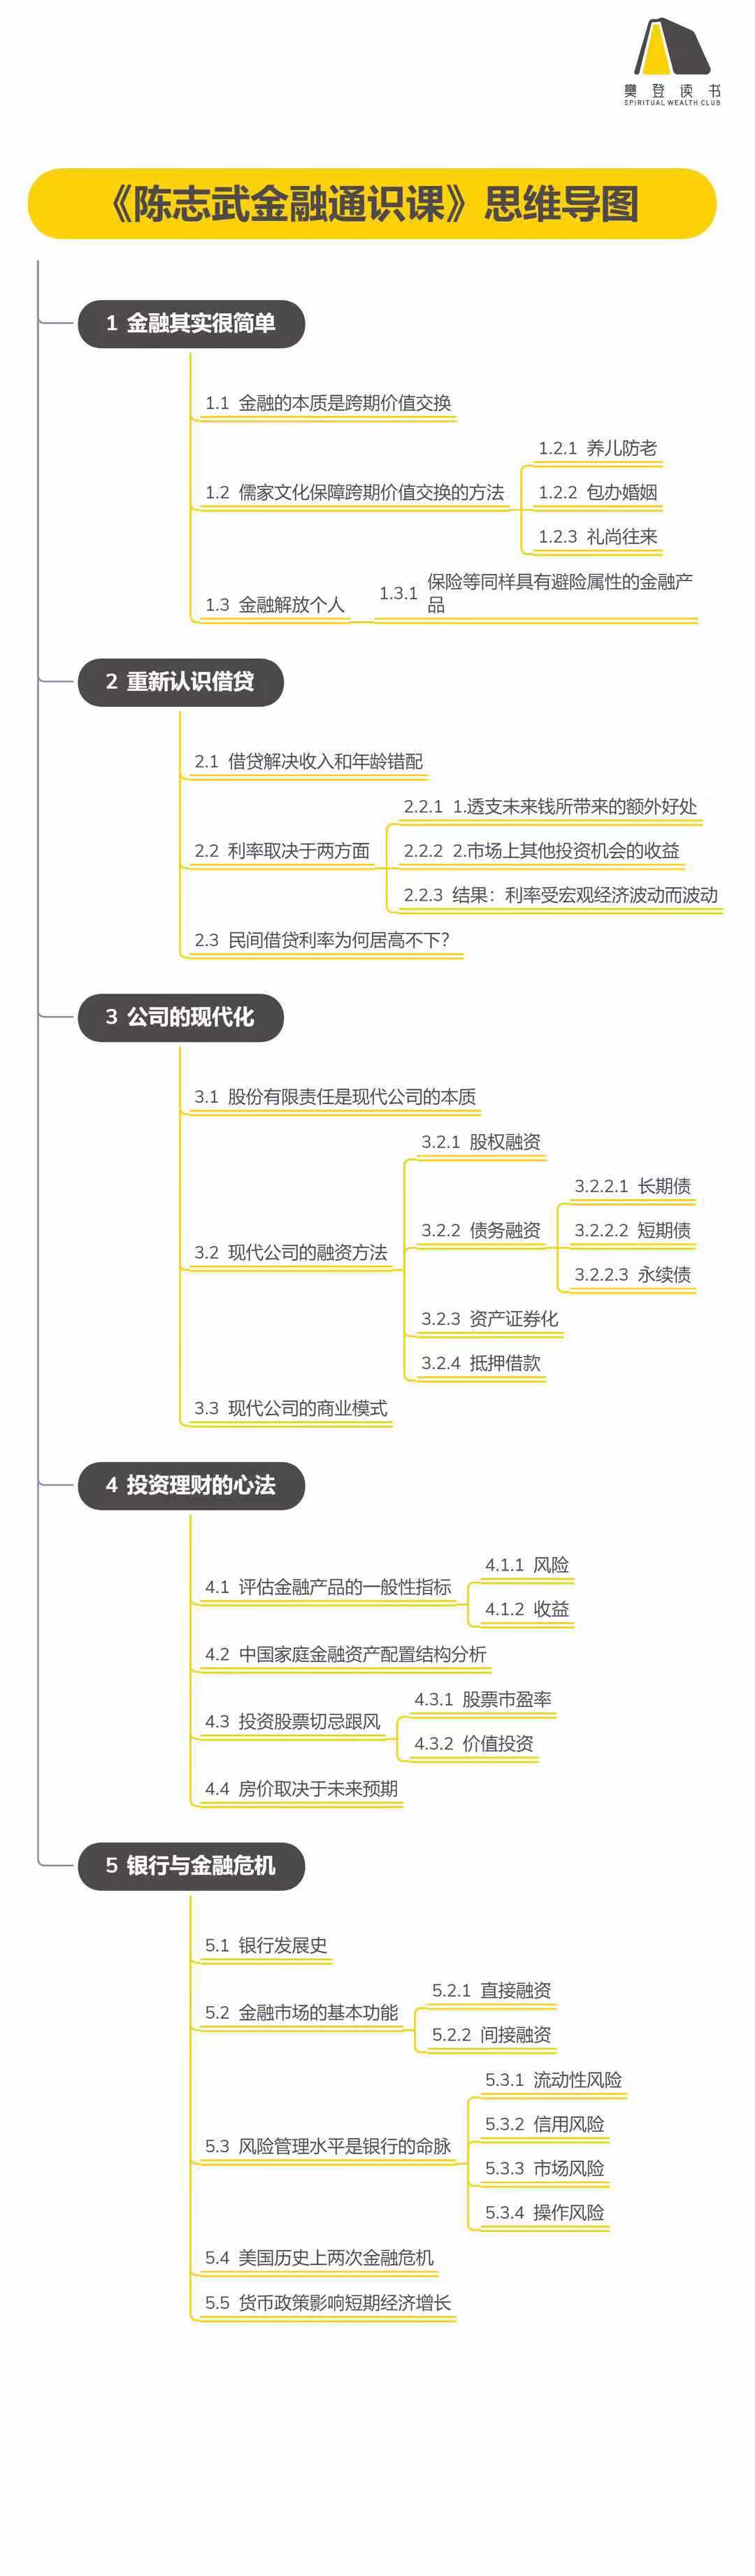 樊登读书
SPIRITUAL WEALTH CLUB
《陈志武金融通识课》思维导图
1 金融其实很简单
1.1 金融的本质是跨期价值交换
1.2 儒家文化保障跨期价值交换的方法
1.2.1 养儿防老
1.2.2 包办婚姻
1.2.3 礼尚往来
1.3 金融解放个人
1.3.1 保险等同样具有避险属性的金融产
品
2 重新认识借贷
2.1 借贷解决收入和年龄错配
2.2 利率取决于两方面
2.2.1 1.透支未来钱所带来的额外好处
2.2.2 2.市场上其他投资机会的收益
2.2.3 结果：利率受宏观经济波动而波动
2.3 民间借贷利率为何居高不下？
3 公司的现代化
3.1 股份有限责任是现代公司的本质
3.2 现代公司的融资方法
3.2.1 股权融资
3.2.2 债务融资
3.2.2.1 长期债
3.2.2.2 短期债
3.2.2.3 永续债
3.2.3 资产证券化
3.2.4 抵押借款
3.3 现代公司的商业模式
4 投资理财的心法
4.1 评估金融产品的一般性指标
4.1.1 风险
4.1.2 收益
4.2 中国家庭金融资产配置结构分析
4.3 投资股票切忌跟风
4.3.1 股票市盈率
4.3.2 价值投资
4.4 房价取决于未来预期
5 银行与金融危机
5.1 银行发展史
5.2 金融市场的基本功能
5.2.1 直接融资
5.2.2 间接融资
5.3 风险管理水平是银行的命脉
5.3.1 流动性风险
5.3.2 信用风险
5.3.3 市场风险
5.3.4 操作风险
5.4 美国历史上两次金融危机
5.5 货币政策影响短期经济增长